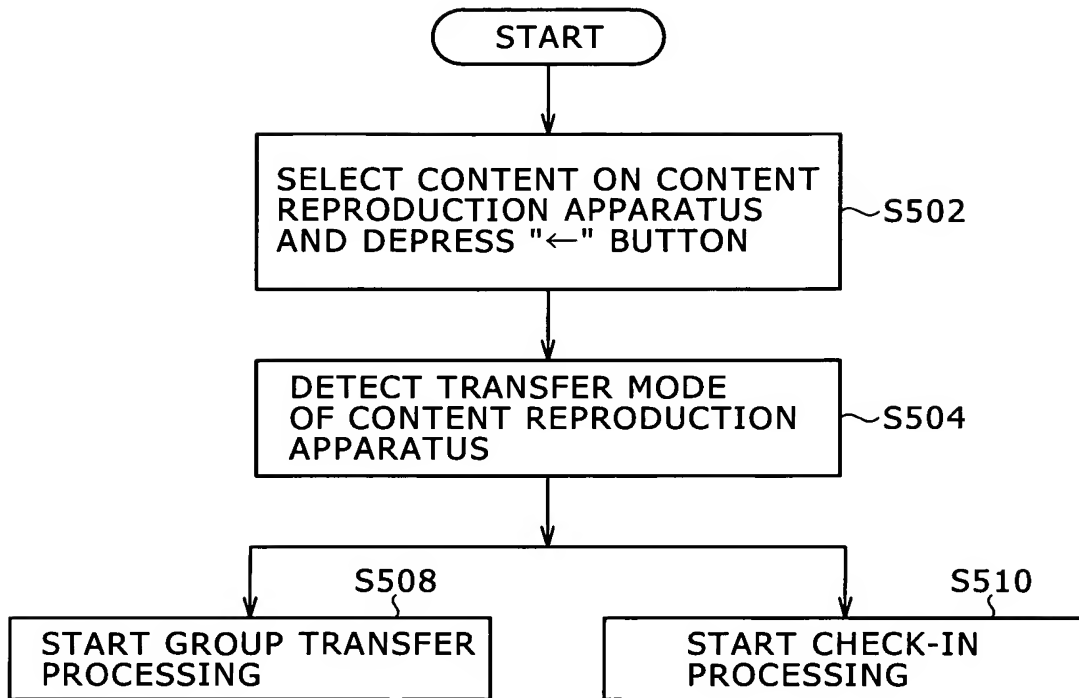 START
SELECT CONTENT ON CONTENT
REPRODUCTION APPARATUS
AND DEPRESS "←" BUTTON
S502
DETECT TRANSFER MODE
OF CONTENT REPRODUCTION
APPARATUS
S504
S508
START GROUP TRANSFER
PROCESSING
S510
START CHECK-IN
PROCESSING